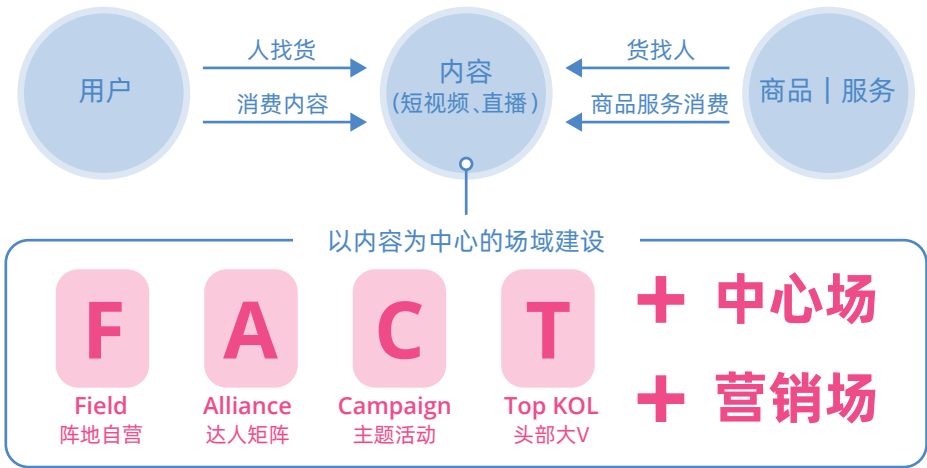 用户
人找货
消费内容
内容
(短视频、直播)
货找人
商品服务消费
商品｜服务
以内容为中心的场域建设
F
Field
阵地自营
A
Alliance
达人矩阵
C
Campaign
主题活动
T
Top KOL
头部大V
+ 中心场
+ 营销场